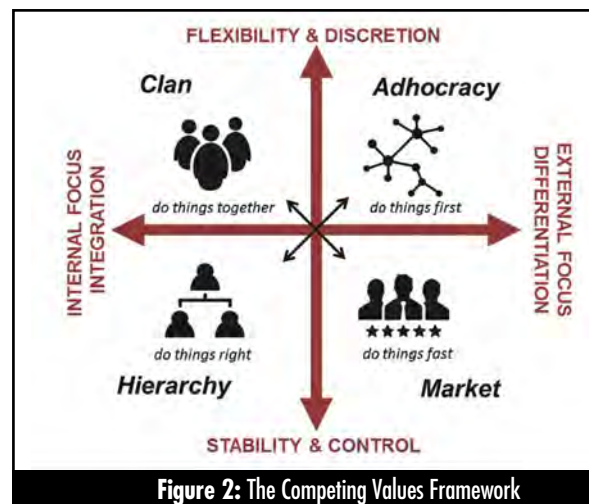 FLEXIBILITY & DISCRETION
Clan
Adhocracy
do things together
do things first
INTERNAL FOCUS
INTEGRATION
EXTERNAL FOCUS
DIFFERENTIATION
do things right
do things fast
Hierarchy
Market
STABILITY & CONTROL
Figure 2: The Competing Values Framework